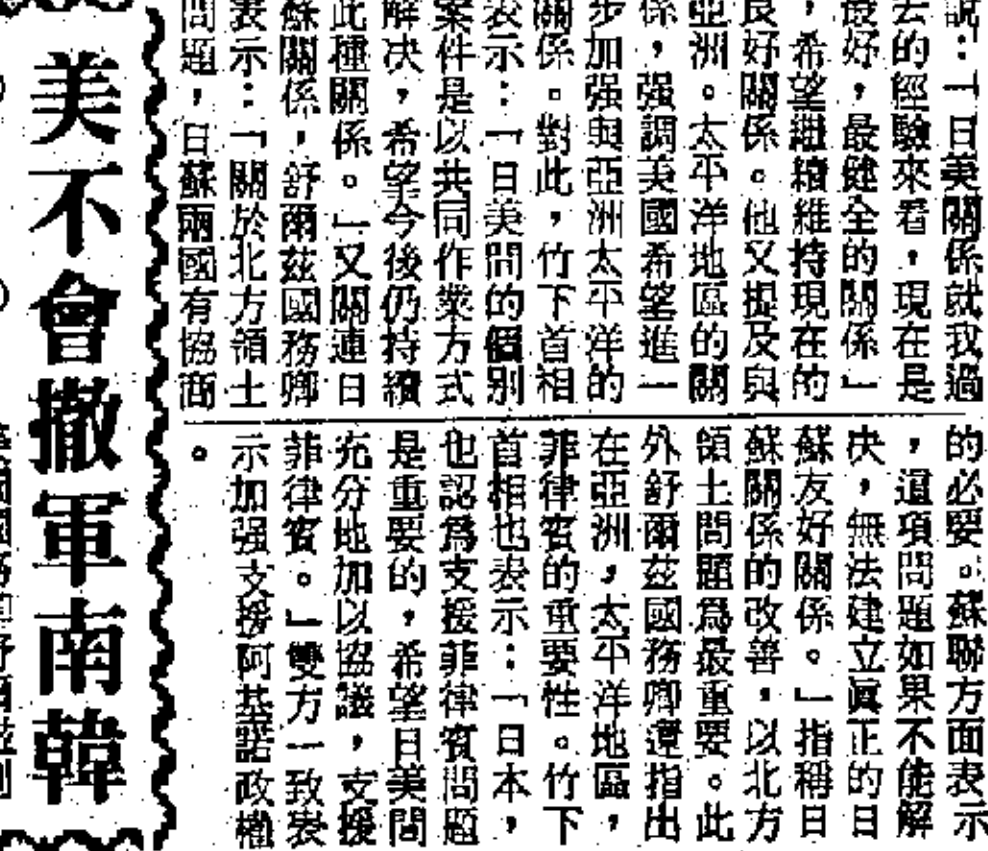 說：「日美關係就我過
去的經驗來看，現在是
最好，最健全的關係」
，希望繼續維持現在的
良好關係。他又提及與
亞洲。太平洋地區的關
係，强調美國希望進一
步加强與亞洲太平洋的
關係。對此，竹下首相
表示：「日美間的個別
案件是以共同作業方式
解决，希望今後仍持續
此種關係。」又關連日
蘇關係，舒爾茲國務卿
表示：「關於北方領土
問題，日蘇兩國有協商
的必要。蘇聯方面表示
，這項問題如果不能解
决，無法建立眞正的日
蘇友好關係。」指稱日
蘇關係的改善，以北方
領土問題爲最重要。此
外舒爾茲國務卿還指出
在亞洲，太平洋地區，
菲律賓的重要性。竹下
首相也表示：「日本，
也認爲支援菲律賓問題
是重要的，希望日美間
充分地加以協議，支援
菲律賓。」雙方一致表
示加强支援阿基諾政權
。
美不會撤軍南韓